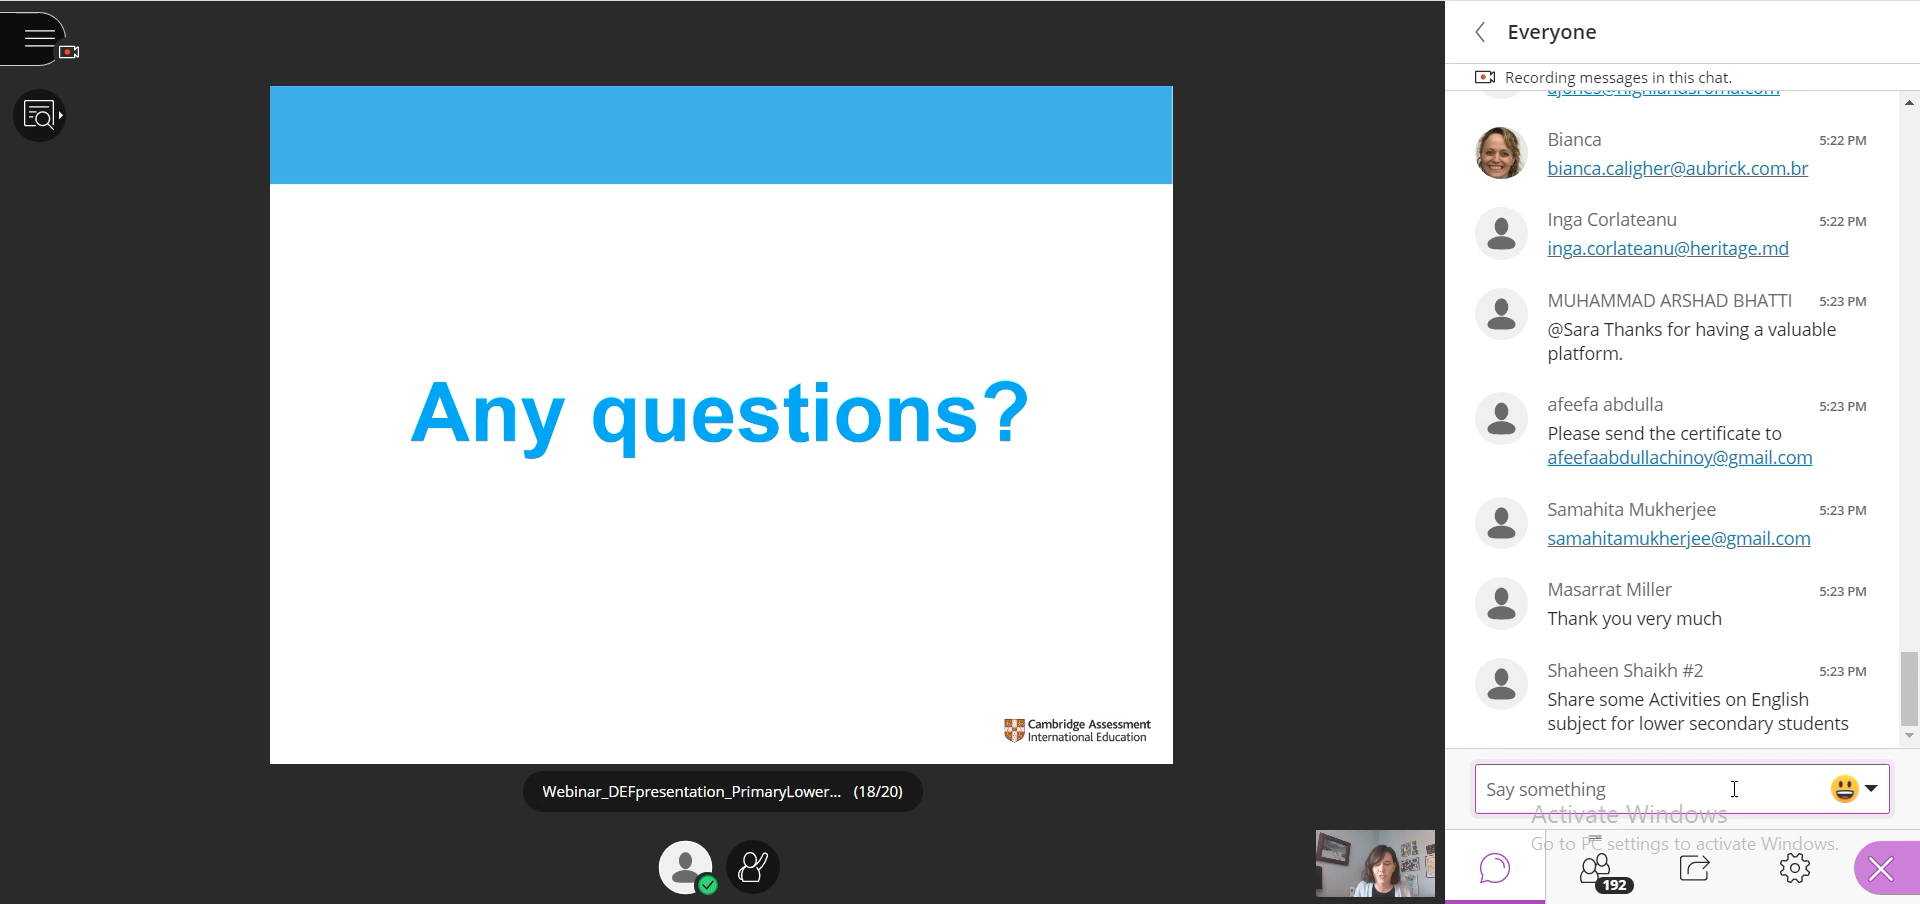 Everyone
Recording messages in this chat.
ajones@highlandsroma.com
Bianca 5:22 PM
bianca.caligher@aubrick.com.br
Inga Corlateanu 5:22 PM
inga.corlateanu@heritage.md
MUHAMMAD ARSHAD BHATTI 5:23 PM
@Sara Thanks for having a valuable
platform.
afeefa abdulla 5:23 PM
Please send the certificate to
afeefaabdullachinoy@gmail.com
Samahita Mukherjee 5:23 PM
samahitamukherjee@gmail.com
Masarrat Miller 5:23 PM
Thank you very much
Shaheen Shaikh #2 5:23 PM
Share some Activities on English
subject for lower secondary students
Say something
Activate Windows
Go to PC settings to activate Windows.
192
Any questions?
Cambridge Assessment
International Education
Webinar_DEFpresentation_PrimaryLower... (18/20)